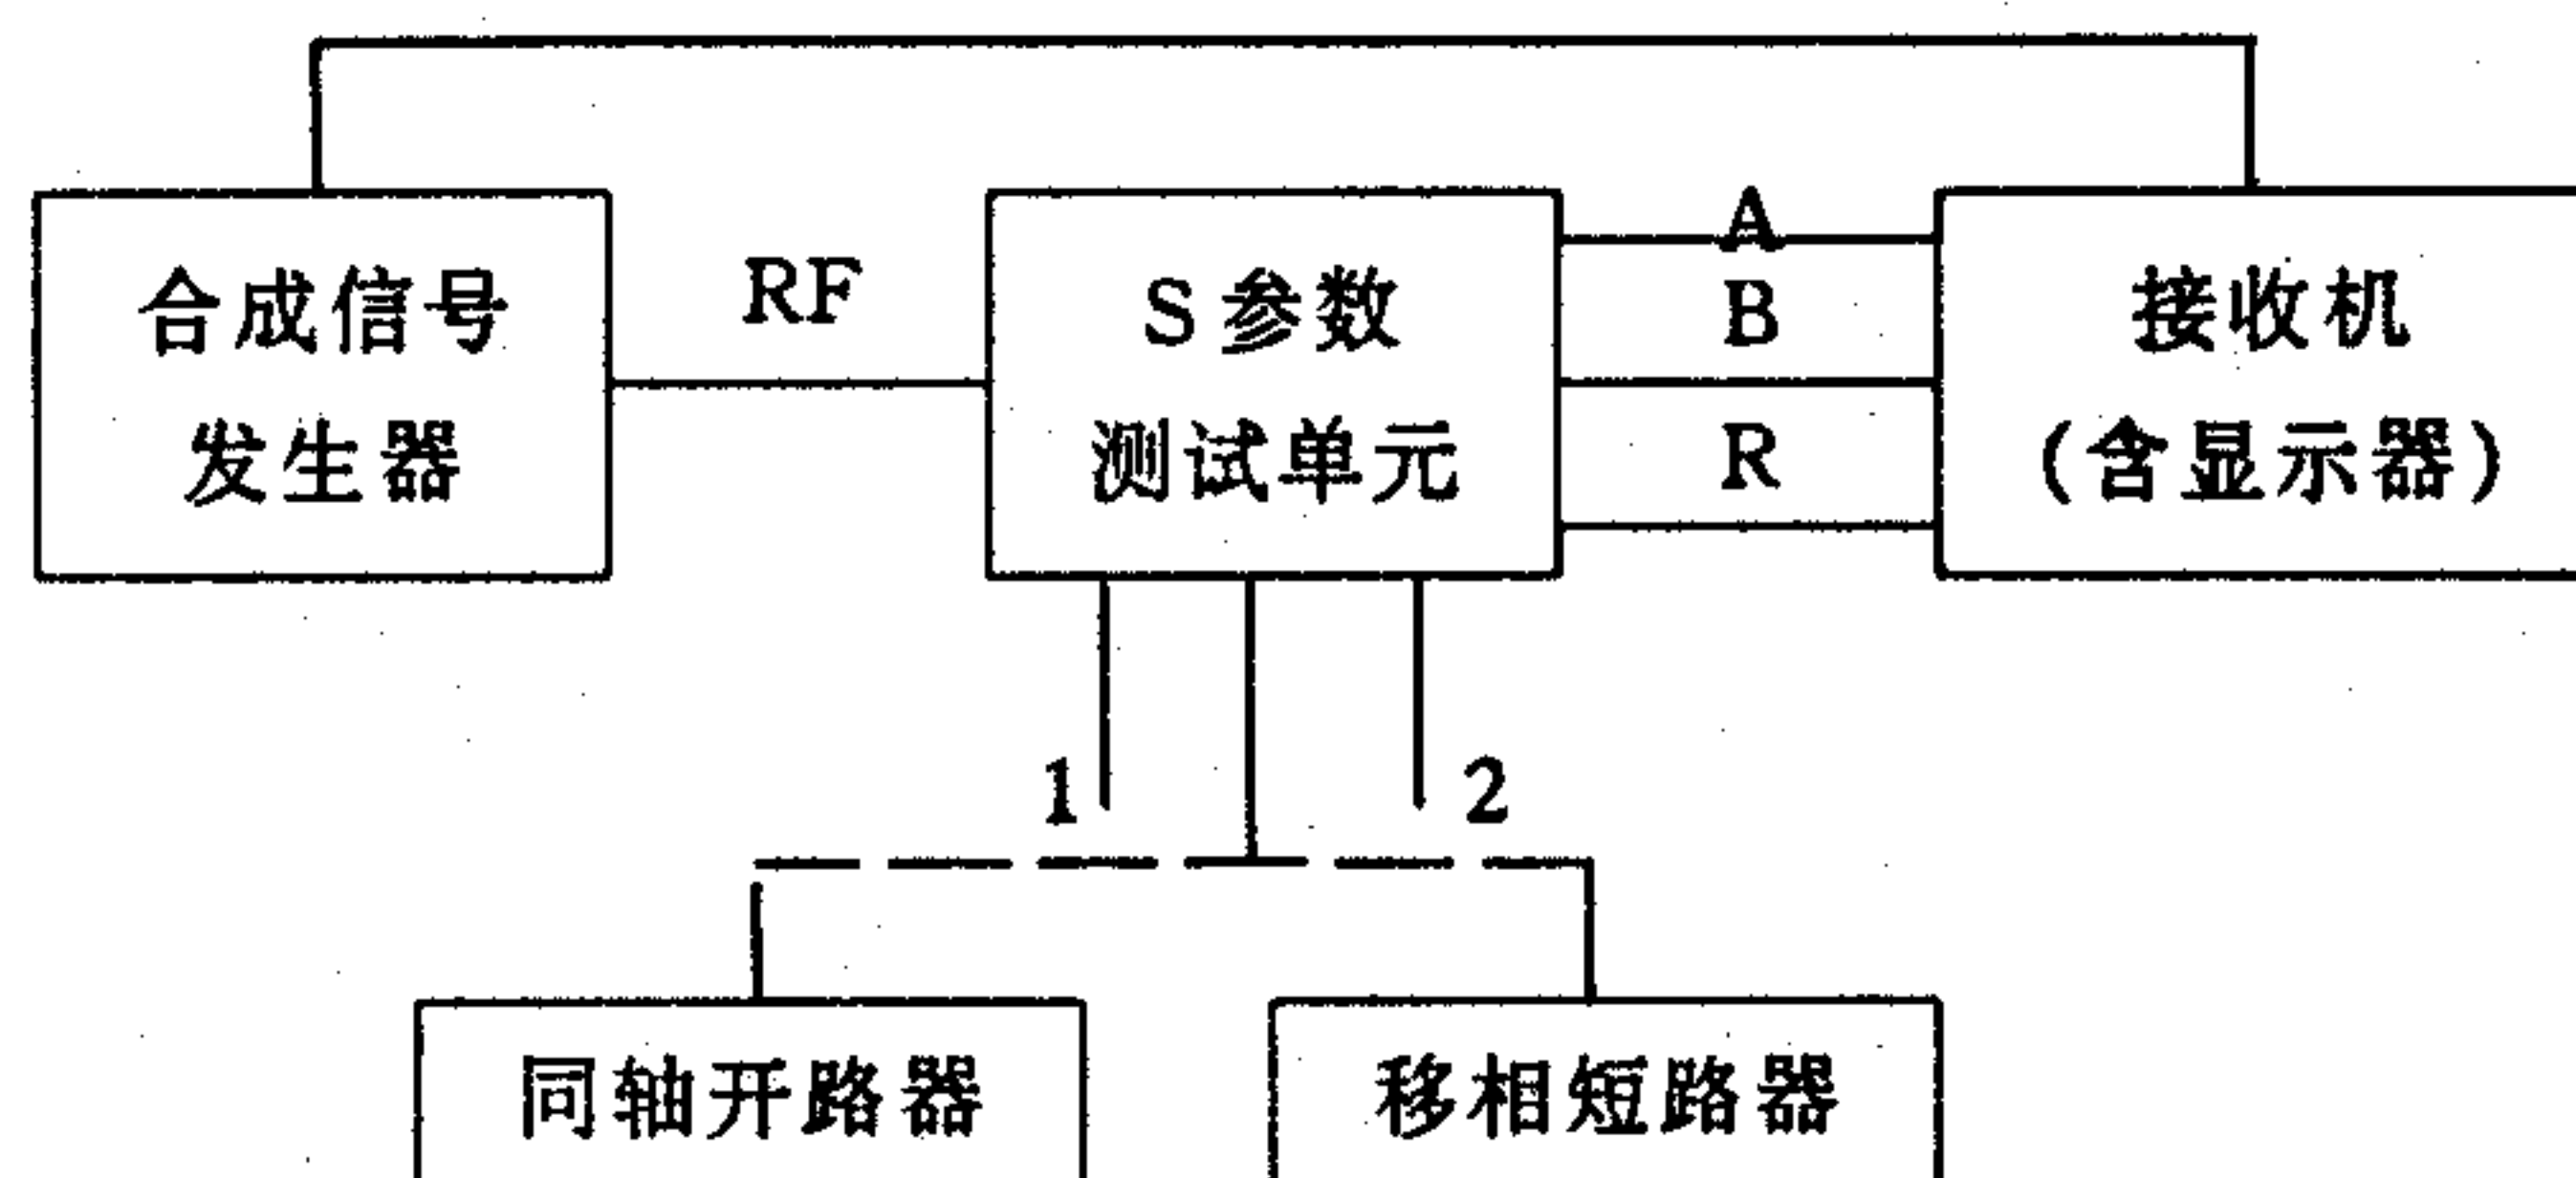 合成信号
发生器
RF
S参数
测试单元
A
B
R
接收机
(含显示器)
1
2
同轴开路器
移相短路器